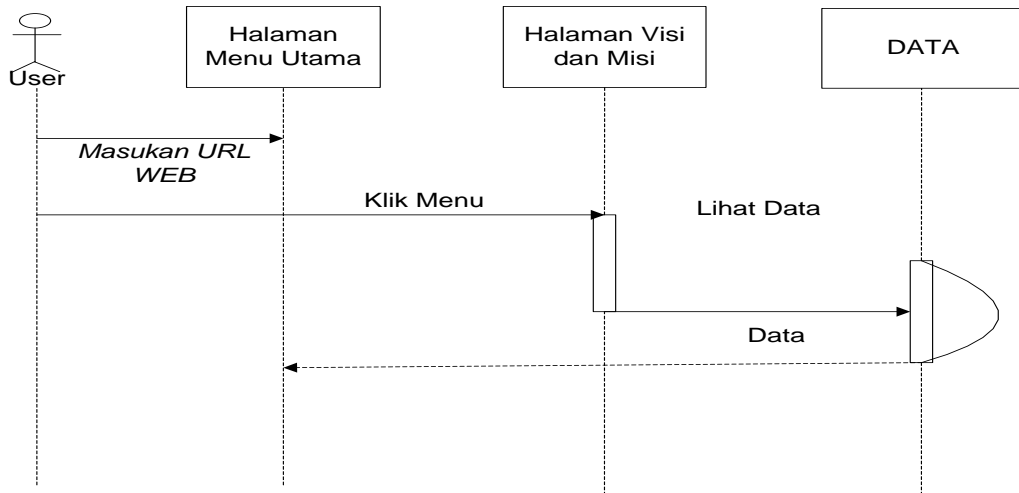 User
Halaman
Menu Utama
Halaman Visi
dan Misi
DATA
Masukan URL
WEB
Klik Menu
Lihat Data
Data